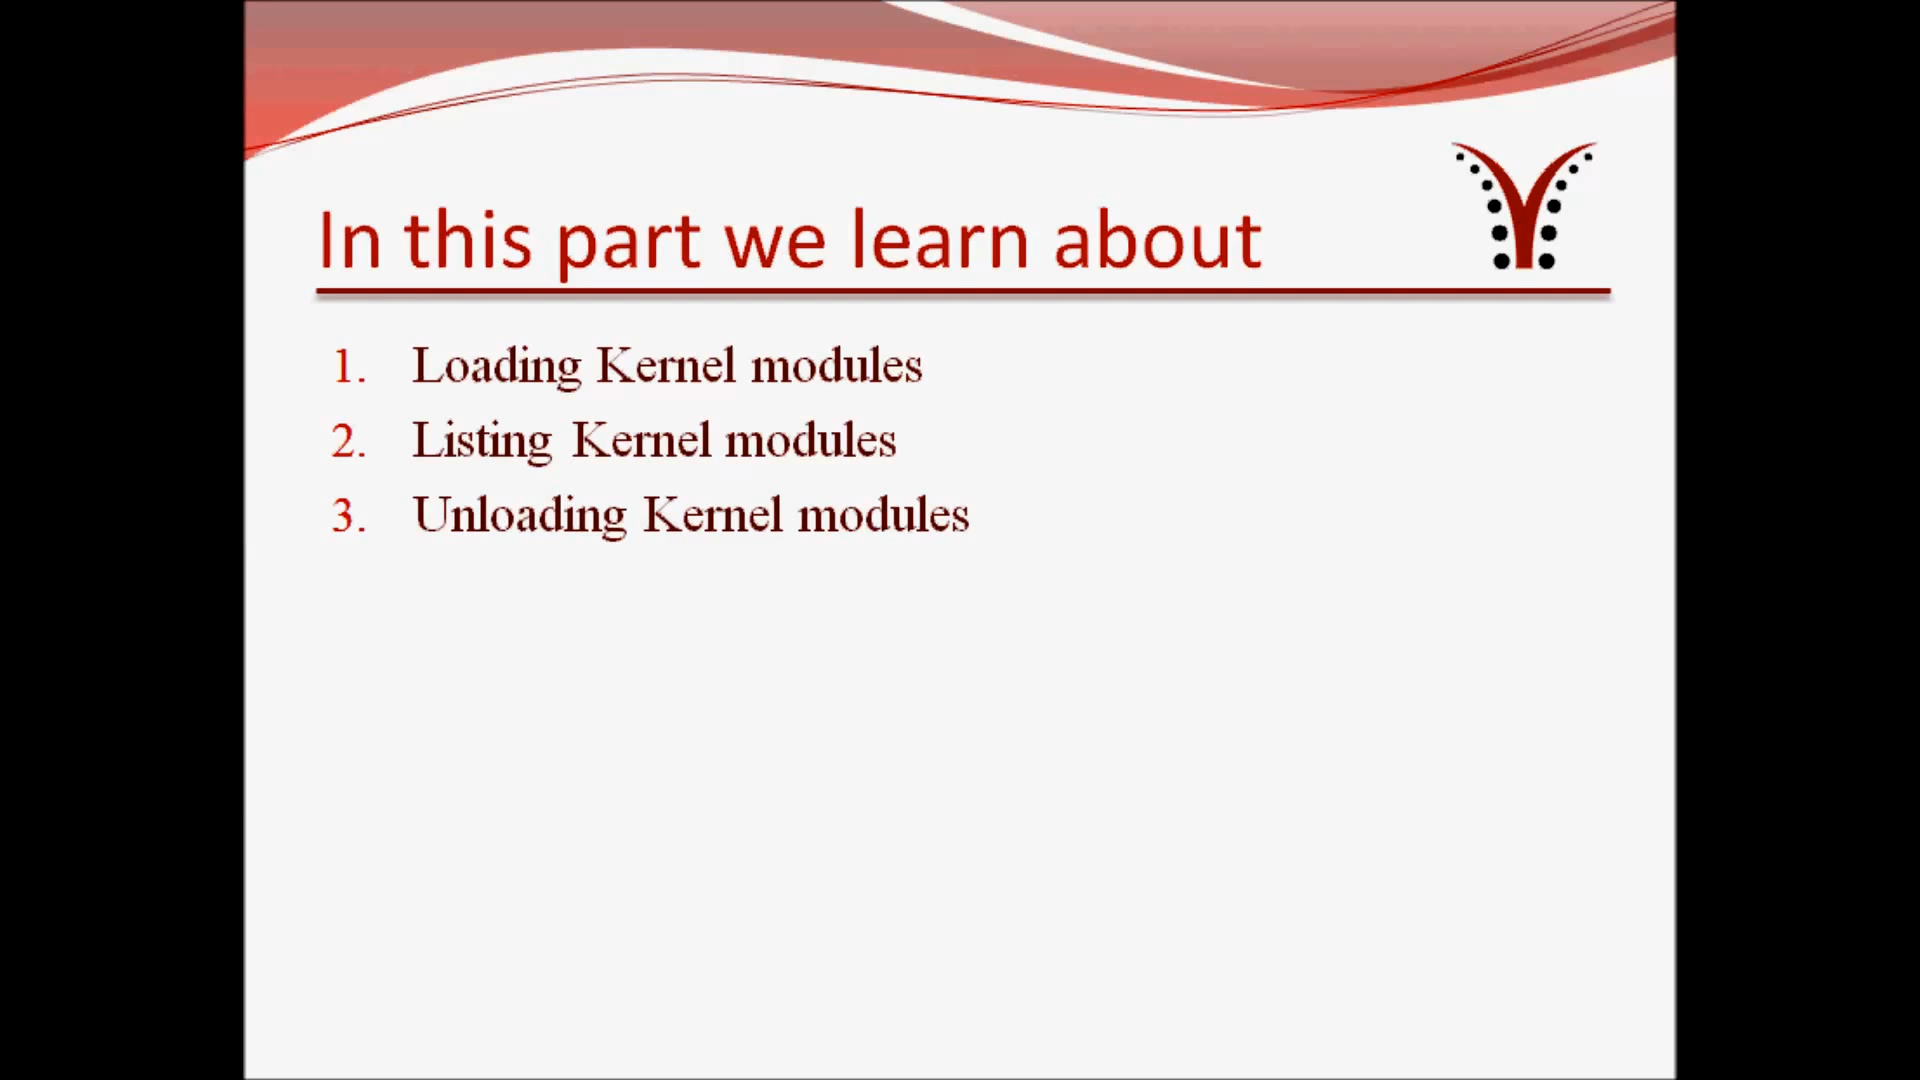 In this part we learn about
1. Loading Kernel modules
2. Listing Kernel modules
3. Unloading Kernel modules